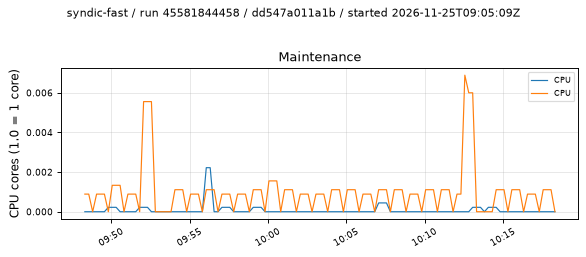 syndic-fast / run 45581844458 / dd547a011a1b / started 2026-11-25T09:05:09Z
Maintenance
CPU cores (1.0 = 1 core)
CPU
CPU
0.006
0.004
0.002
0.000
09:50
09:55
10:00
10:05
10:10
10:15